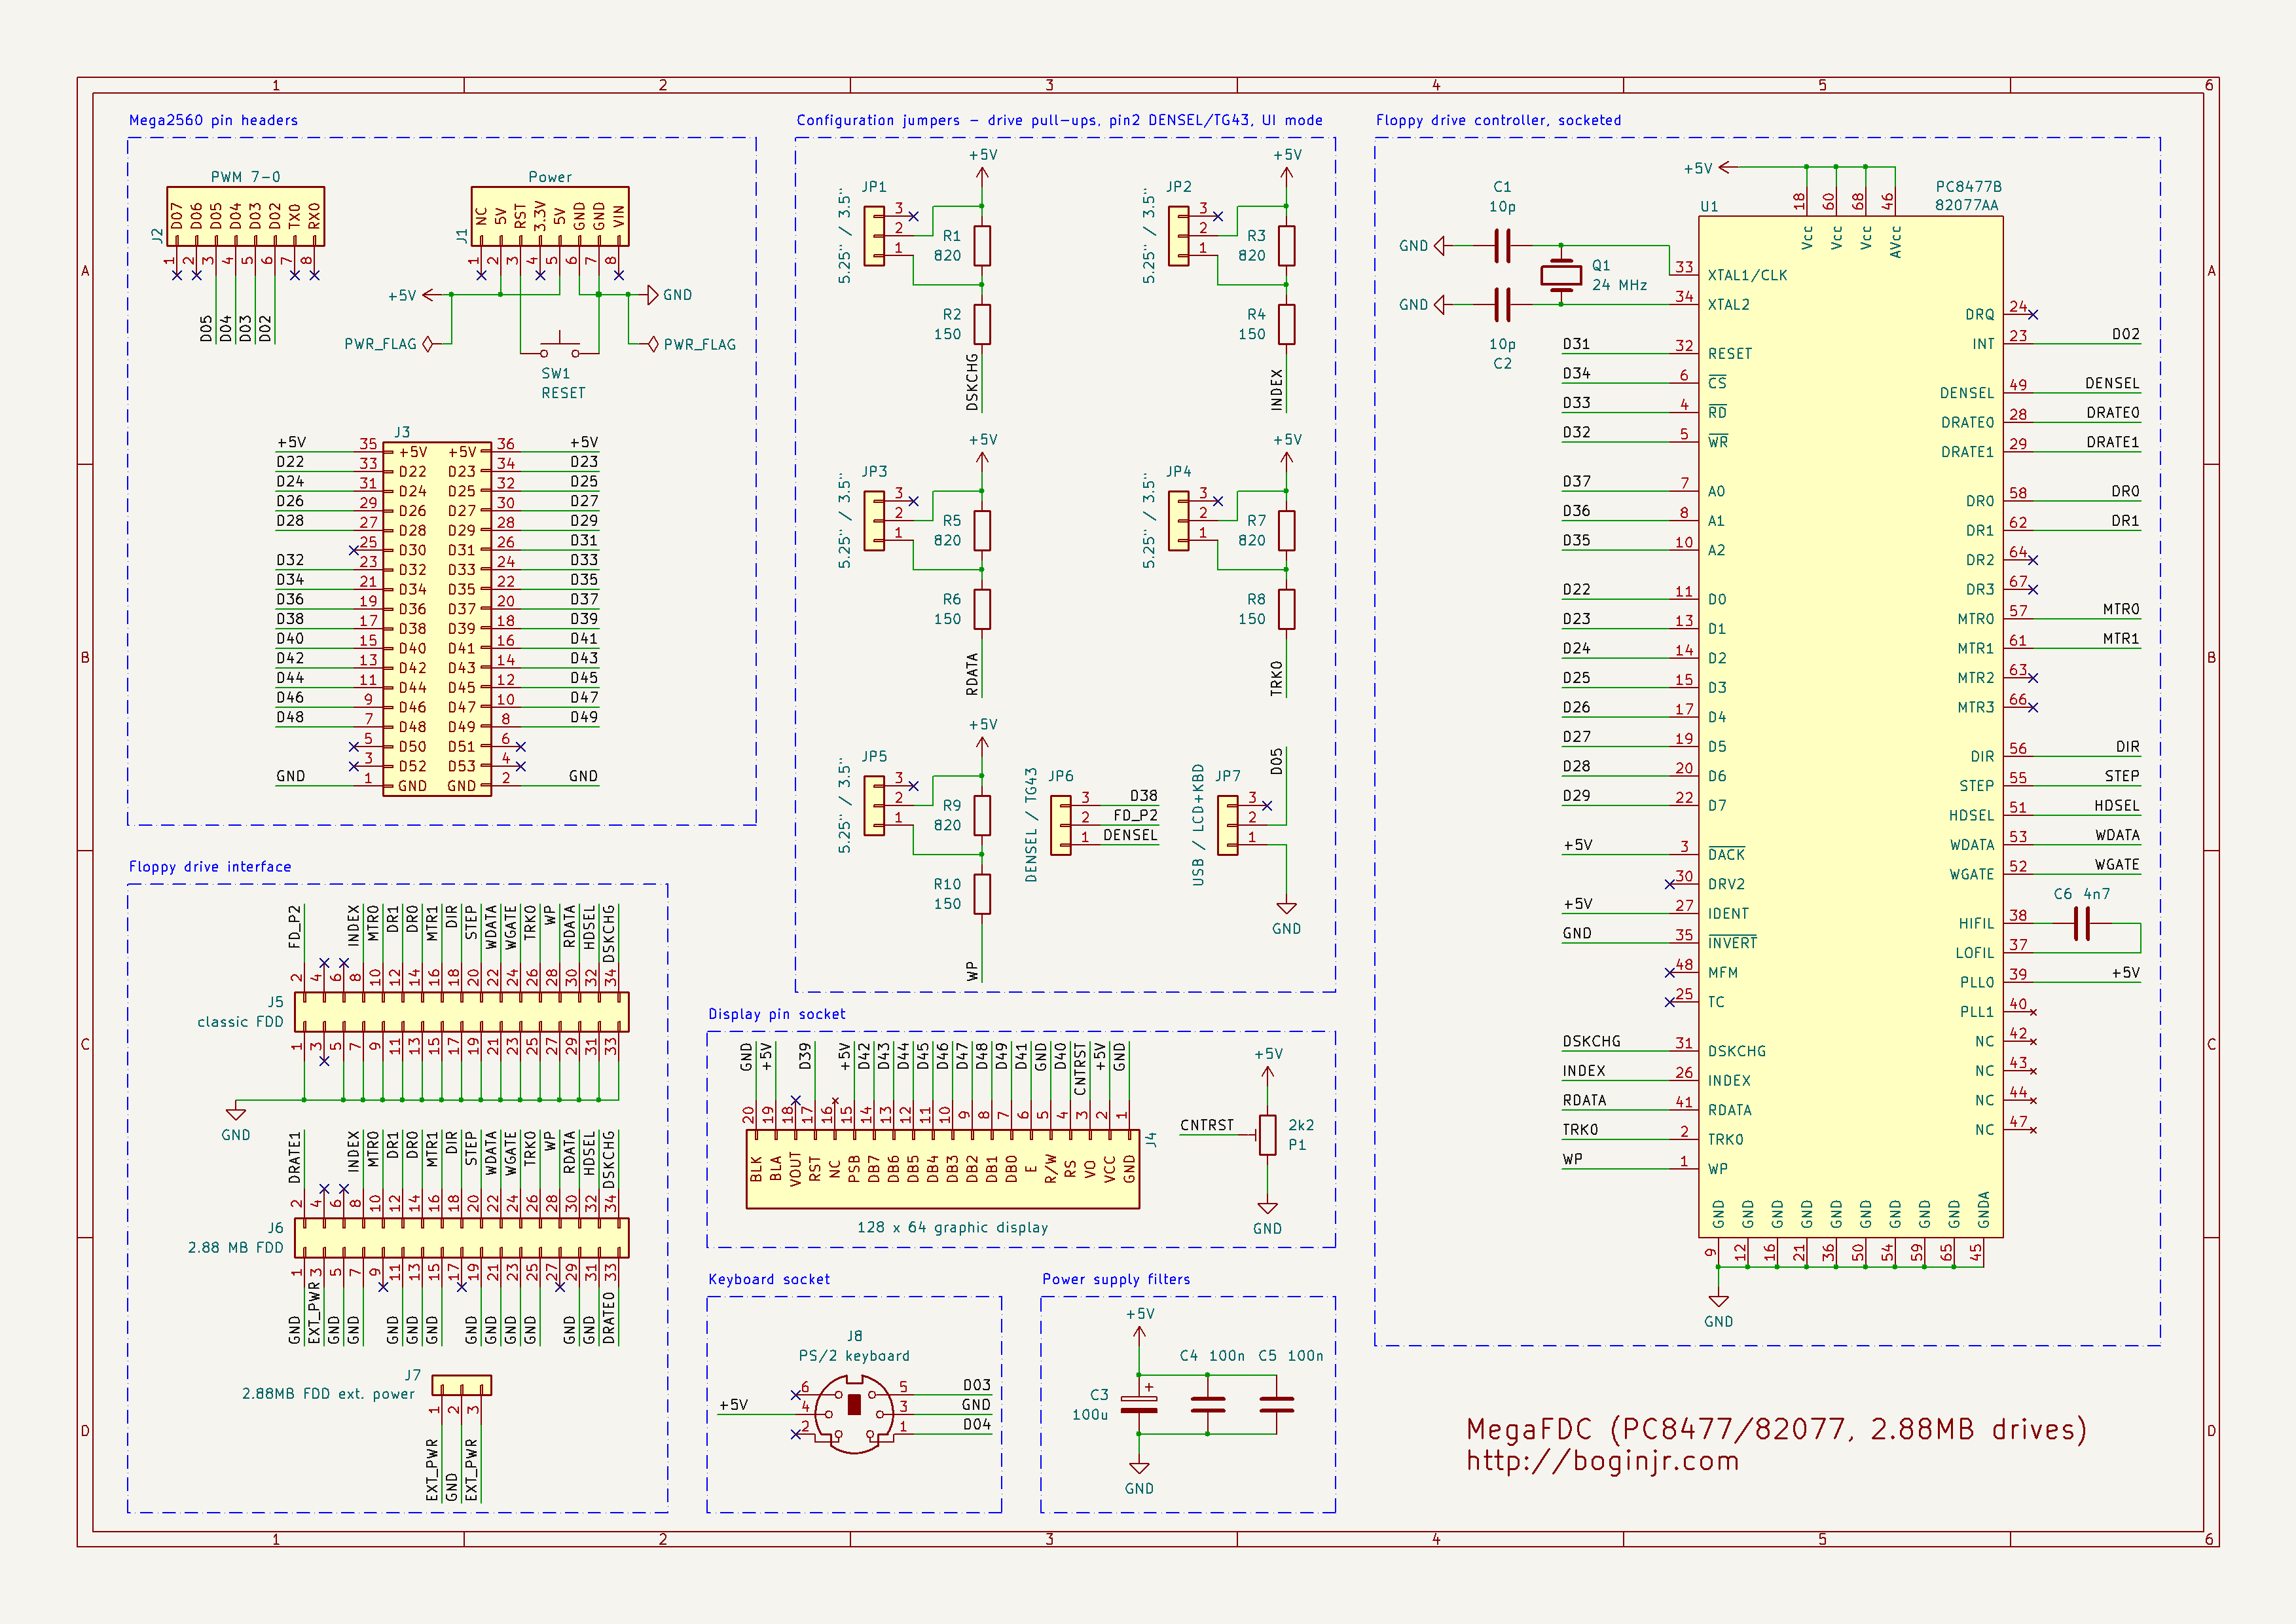 1 2 3 4 5 6
A
B
C
D
Mega2560 pin headers
PWM 7-0
J2
D07 D06 D05 D04 D03 D02 TX0 RX0
1 2 3 4 5 6 7 8
D05 D04 D03 D02
Power
J1
NC 5V RST 3.3V 5V GND GND VIN
1 2 3 4 5 6 7 8
+5V
GND
PWR_FLAG
PWR_FLAG
SW1
RESET
J3
+5V 35 +5V +5V 36 +5V
D22 33 D22 D23 34 D23
D24 31 D24 D25 32 D25
D26 29 D26 D27 30 D27
D28 27 D28 D29 28 D29
25 D30 D31 26 D31
D32 23 D32 D33 24 D33
D34 21 D34 D35 22 D35
D36 19 D36 D37 20 D37
D38 17 D38 D39 18 D39
D40 15 D40 D41 16 D41
D42 13 D42 D43 14 D43
D44 11 D44 D45 12 D45
D46 9 D46 D47 10 D47
D48 7 D48 D49 8 D49
5 D50 D51 6
3 D52 D53 4
GND 1 GND GND 2 GND
Floppy drive interface
FD_P2 INDEX MTR0 DR1 DR0 MTR1 DIR STEP WDATA WGATE TRK0 WP RDATA HDSEL DSKCHG
2 4 6 8 10 12 14 16 18 20 22 24 26 28 30 32 34
J5
classic FDD
1 3 5 7 9 11 13 15 17 19 21 23 25 27 29 31 33
GND
DRATE1 INDEX MTR0 DR1 DR0 MTR1 DIR STEP WDATA WGATE TRK0 WP RDATA HDSEL DSKCHG
2 4 6 8 10 12 14 16 18 20 22 24 26 28 30 32 34
J6
2.88 MB FDD
1 3 5 7 9 11 13 15 17 19 21 23 25 27 29 31 33
GND EXT_PWR GND GND GND GND GND GND GND GND GND GND GND DRATE0
J7
2.88MB FDD ext. power
1 2 3
EXT_PWR GND EXT_PWR
Configuration jumpers - drive pull-ups, pin2 DENSEL/TG43, UI mode
+5V
JP1
5.25" / 3.5"
3
2
1
R1
820
R2
150
DSKCHG
+5V
JP2
5.25" / 3.5"
3
2
1
R3
820
R4
150
INDEX
+5V
JP3
5.25" / 3.5"
3
2
1
R5
820
R6
150
RDATA
+5V
JP4
5.25" / 3.5"
3
2
1
R7
820
R8
150
TRK0
+5V
JP5
5.25" / 3.5"
3
2
1
R9
820
R10
150
WP
JP6
DENSEL / TG43
3 D38
2 FD_P2
1 DENSEL
JP7
USB / LCD+KBD
3
2
1
D05
GND
Display pin socket
GND +5V D39 +5V D42 D43 D44 D45 D46 D47 D48 D49 D41 GND D40 CNTRST +5V GND
20 19 18 17 16 15 14 13 12 11 10 9 8 7 6 5 4 3 2 1
BLK BLA VOUT RST NC PSB DB7 DB6 DB5 DB4 DB3 DB2 DB1 DB0 E R/W RS VO VCC GND
J4
128 x 64 graphic display
+5V
CNTRST
2k2
P1
GND
Keyboard socket
J8
PS/2 keyboard
6 5 D03
+5V 4 3 GND
2 1 D04
Power supply filters
+5V
C4 100n C5 100n
C3
100u
+
GND
Floppy drive controller, socketed
+5V
PC8477B
82077AA
U1
18 60 68 46
Vcc Vcc Vcc AVcc
C1
10p
GND
Q1
24 MHz
GND
10p
C2
33 XTAL1/CLK
34 XTAL2
D31 32 RESET
D34 6 CS
D33 4 RD
D32 5 WR
D37 7 A0
D36 8 A1
D35 10 A2
D22 11 D0
D23 13 D1
D24 14 D2
D25 15 D3
D26 17 D4
D27 19 D5
D28 20 D6
D29 22 D7
+5V 3 DACK
30 DRV2
+5V 27 IDENT
GND 35 INVERT
48 MFM
25 TC
DSKCHG 31 DSKCHG
INDEX 26 INDEX
RDATA 41 RDATA
TRK0 2 TRK0
WP 1 WP
DRQ 24
INT 23 D02
DENSEL 49 DENSEL
DRATE0 28 DRATE0
DRATE1 29 DRATE1
DR0 58 DR0
DR1 62 DR1
DR2 64
DR3 67
MTR0 57 MTR0
MTR1 61 MTR1
MTR2 63
MTR3 66
DIR 56 DIR
STEP 55 STEP
HDSEL 51 HDSEL
WDATA 53 WDATA
WGATE 52 WGATE
C6 4n7
HIFIL 38
LOFIL 37
PLL0 39 +5V
PLL1 40
NC 42
NC 43
NC 44
NC 47
GND GND GND GND GND GND GND GND GND GNDA
9 12 16 21 36 50 54 59 65 45
GND
MegaFDC (PC8477/82077, 2.88MB drives)
http://boginjr.com
A
B
C
D
1 2 3 4 5 6